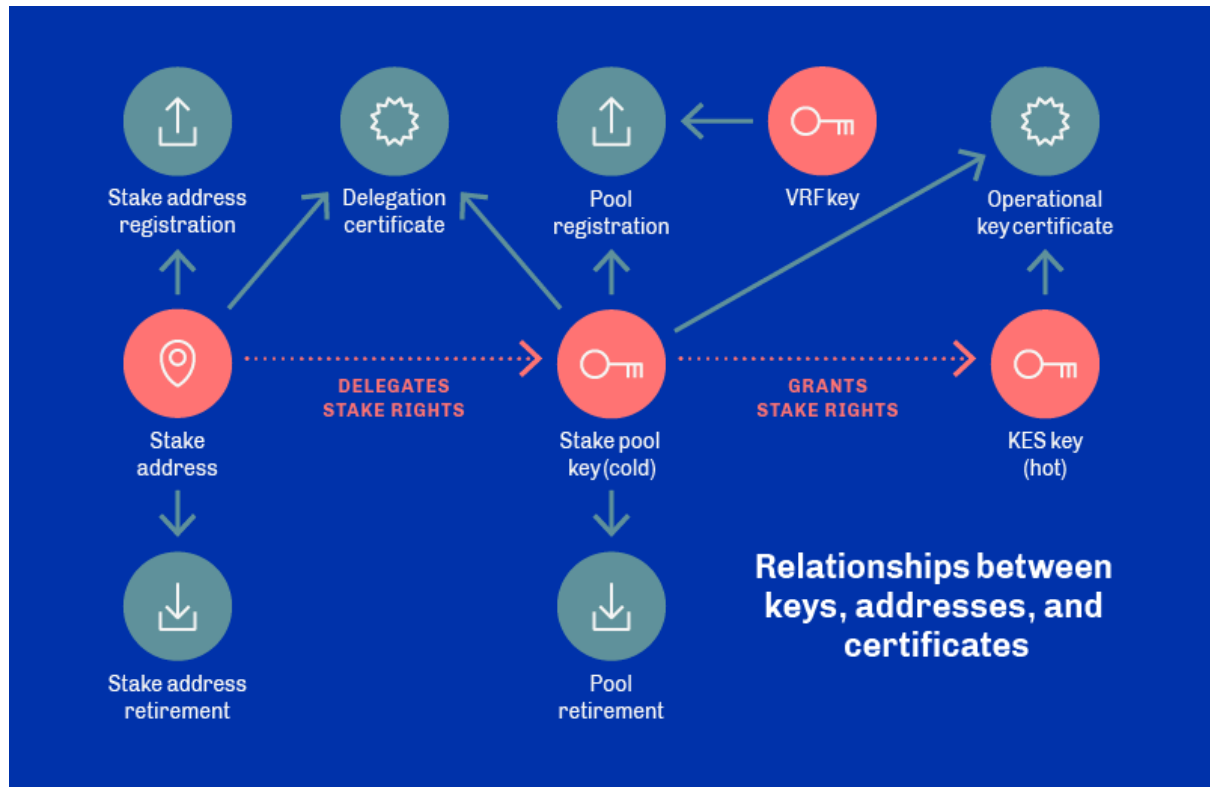 Stake address
registration
Delegation
certificate
Pool
registration
VRF key
Operational
key certificate
DELEGATES
STAKE RIGHTS
GRANTS
STAKE RIGHTS
Stake
address
Stake pool
key (cold)
KES key
(hot)
Relationships between
keys, addresses, and
certificates
Stake address
retirement
Pool
retirement